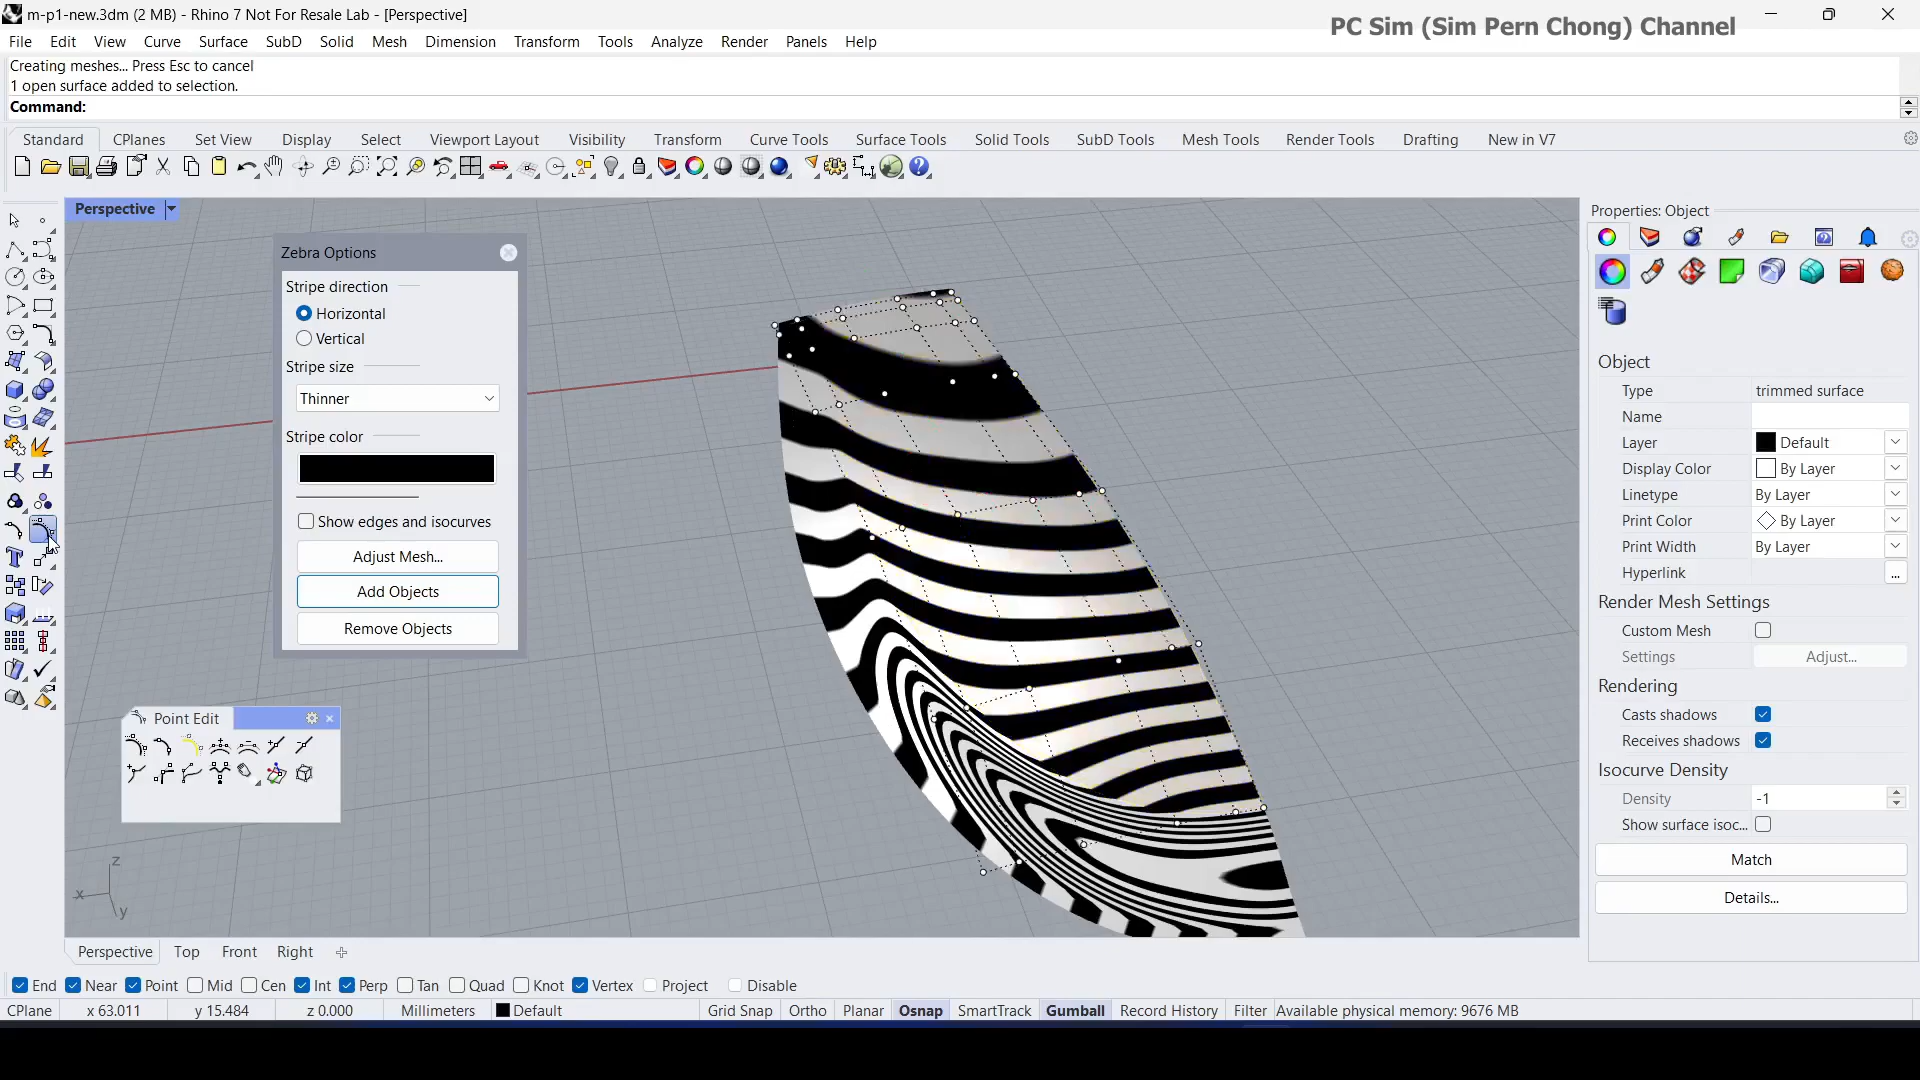 m-p1-new.3dm (2 MB) - Rhino 7 Not For Resale Lab - [Perspective]
PC Sim (Sim Pern Chong) Channel
File Edit View Curve Surface SubD Solid Mesh Dimension Transform Tools Analyze Render Panels Help
Creating meshes... Press Esc to cancel
1 open surface added to selection.
Command:
Standard CPlanes Set View Display Select Viewport Layout Visibility Transform Curve Tools Surface Tools Solid Tools SubD Tools Mesh Tools Render Tools Drafting New in V7
Perspective
Zebra Options
Stripe direction
Horizontal
Vertical
Stripe size
Thinner
Stripe color
Show edges and isocurves
Adjust Mesh...
Add Objects
Remove Objects
Point Edit
z
x
y
Properties: Object
Object
Type trimmed surface
Name
Layer Default
Display Color By Layer
Linetype By Layer
Print Color By Layer
Print Width By Layer
Hyperlink ...
Render Mesh Settings
Custom Mesh
Settings Adjust...
Rendering
Casts shadows
Receives shadows
Isocurve Density
Density -1
Show surface isoc...
Match
Details...
Perspective Top Front Right
End Near Point Mid Cen Int Perp Tan Quad Knot Vertex Project Disable
CPlane x 63.011 y 15.484 z 0.000 Millimeters Default Grid Snap Ortho Planar Osnap SmartTrack Gumball Record History Filter Available physical memory: 9676 MB